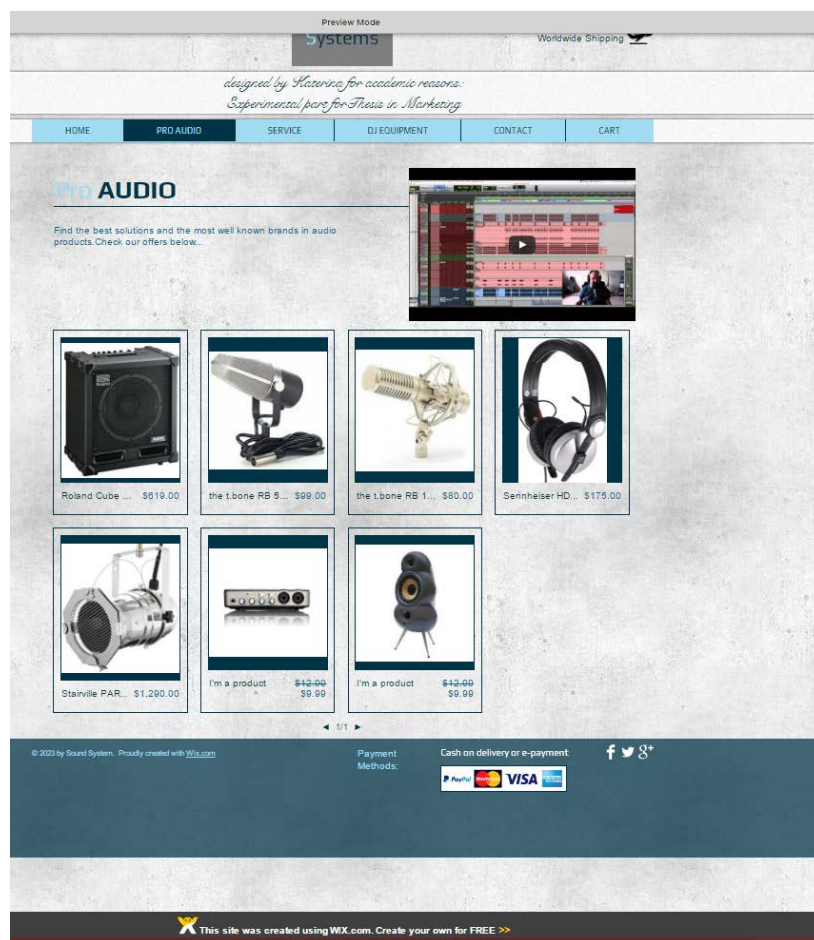 Preview Mode
Systems
Worldwide Shipping
designed by Katerina for academic reasons.
Experimental part for Thesis in Marketing
HOME PRO AUDIO SERVICE DJ EQUIPMENT CONTACT CART
Pro AUDIO
Find the best solutions and the most well known brands in audio
products.Check our offers below...
Roland Cube ... $619.00
the t.bone RB 5... $99.00
the t.bone RB 1... $80.00
Sennheiser HD... $175.00
Stairville PAR... $1,290.00
I'm a product $12.00
$9.99
I'm a product $12.00
$9.99
◄ 1/1 ►
© 2023 by Sound System. Proudly created with Wix.com
Payment
Methods:
Cash on delivery or e-payment
PayPal MasterCard VISA
This site was created using WIX.com. Create your own for FREE >>